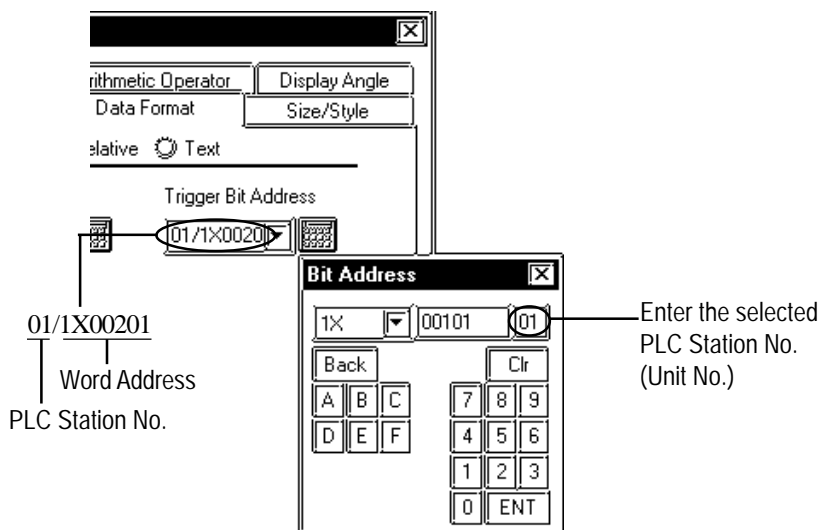 rithmetic Operator Display Angle
Data Format Size/Style
elative Text
Trigger Bit Address
01/1X0020
Bit Address
1X 00101 01
Enter the selected
PLC Station No.
(Unit No.)
01/1X00201
Word Address
PLC Station No.
Back Clr
A B C 7 8 9
D E F 4 5 6
1 2 3
0 ENT